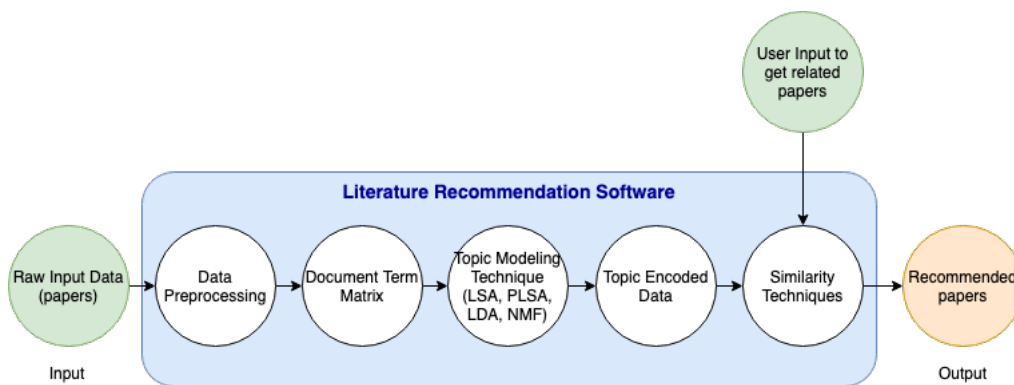 User Input to
get related
papers
Literature Recommendation Software
Raw Input Data
(papers)
Data
Preprocessing
Document Term
Matrix
Topic Modeling
Technique
(LSA, PLSA,
LDA, NMF)
Topic Encoded
Data
Similarity
Techniques
Recommended
papers
Input
Output